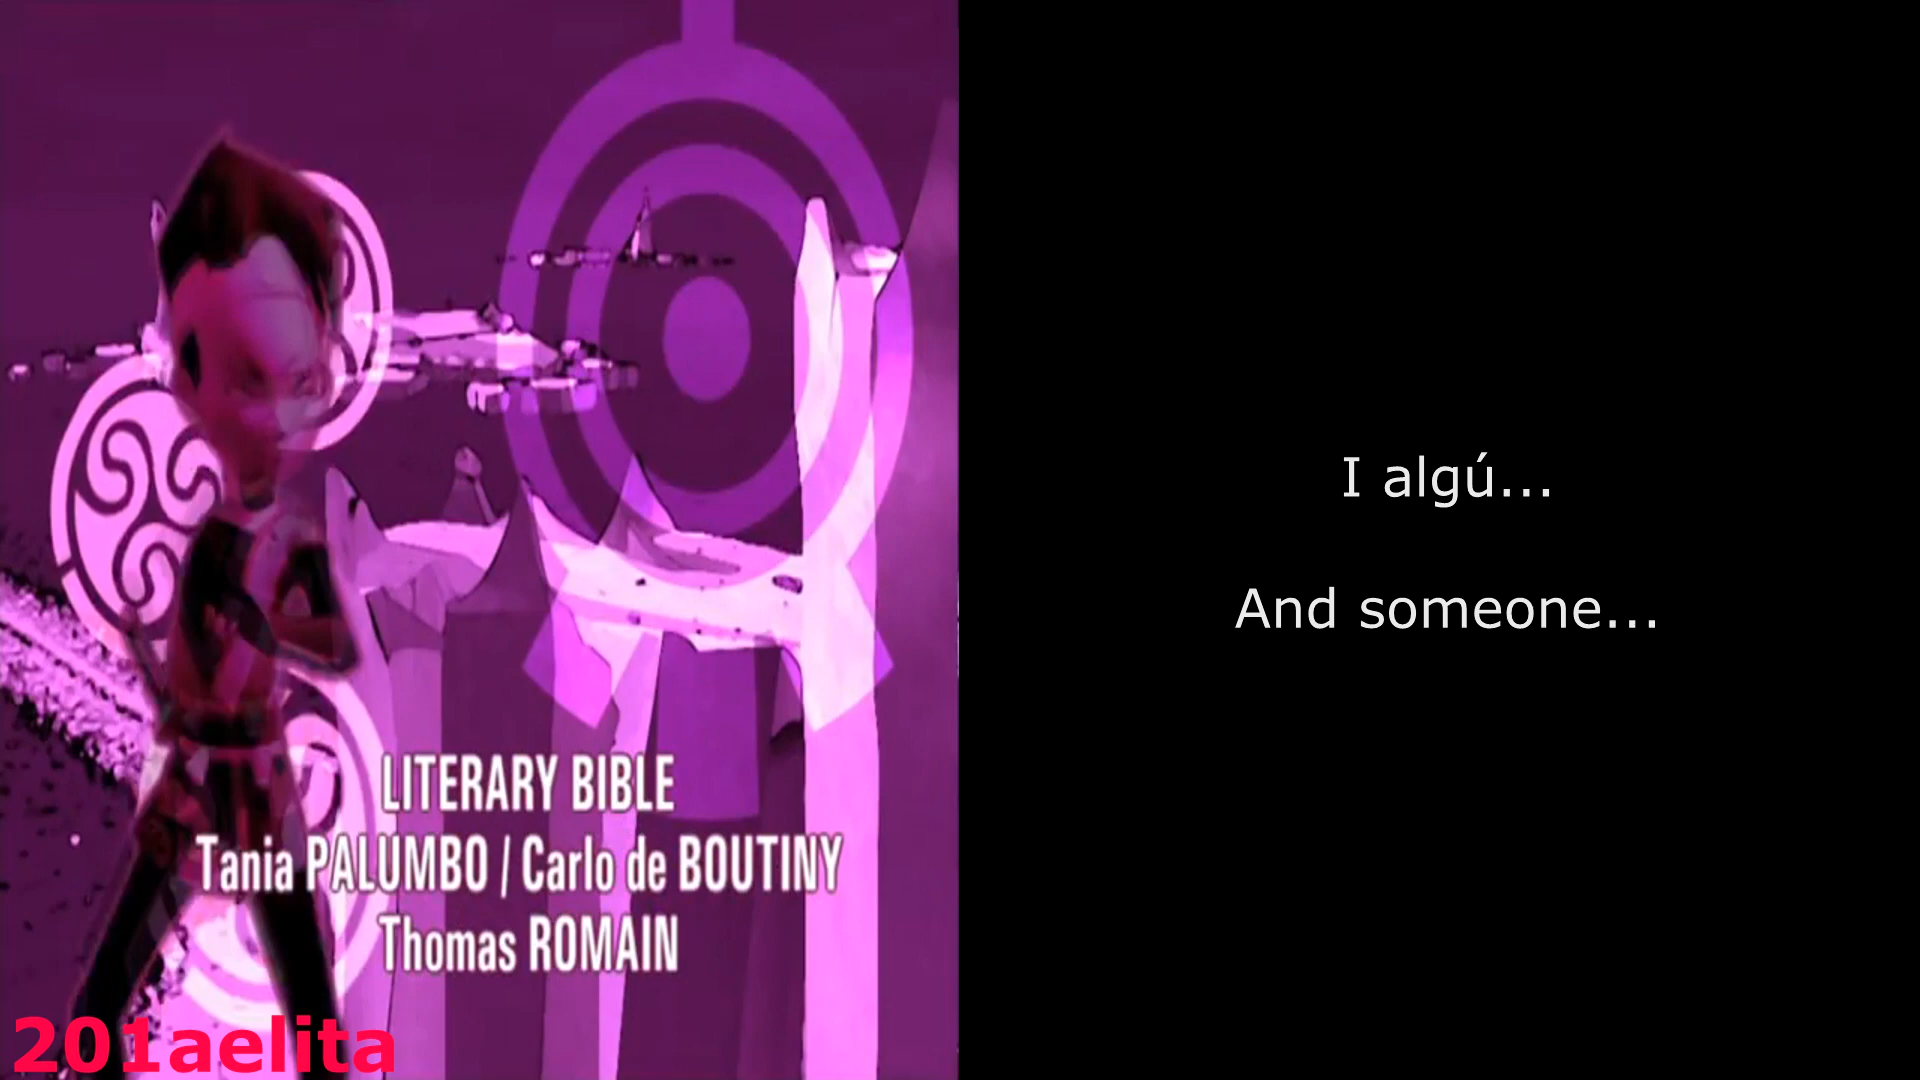 LITERARY BIBLE
Tania PALUMBO / Carlo de BOUTINY
Thomas ROMAIN
201aelita
I algú...
And someone...